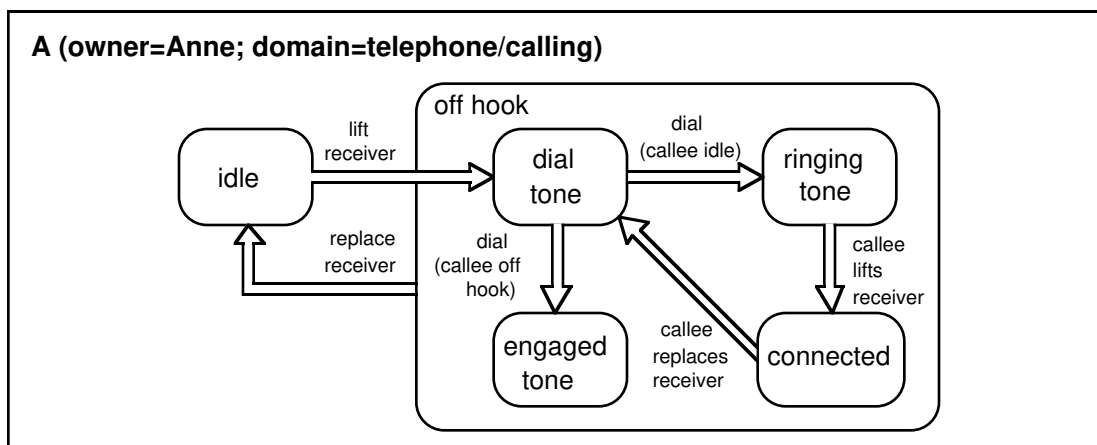 A (owner=Anne; domain=telephone/calling)
off hook
lift
receiver
dial
(callee idle)
idle
dial
tone
ringing
tone
replace
receiver
dial
(callee off
hook)
callee
lifts
receiver
engaged
tone
callee
replaces
receiver
connected